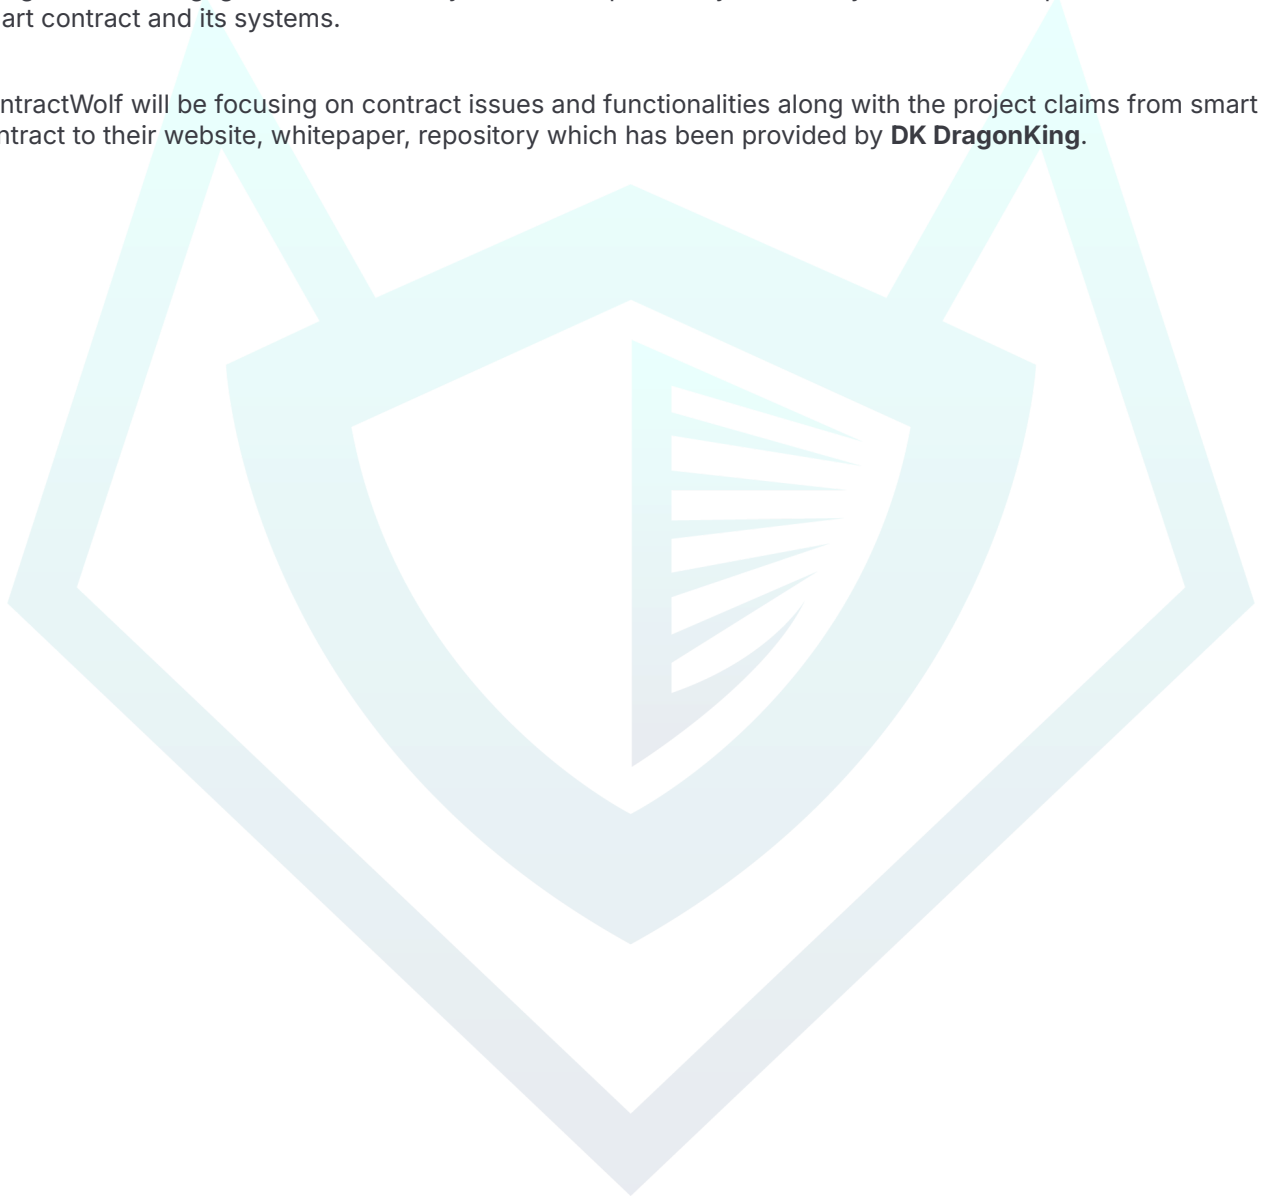 art contract and its systems.
ntractWolf will be focusing on contract issues and functionalities along with the project claims from smart
ntract to their website, whitepaper, repository which has been provided by DK DragonKing.